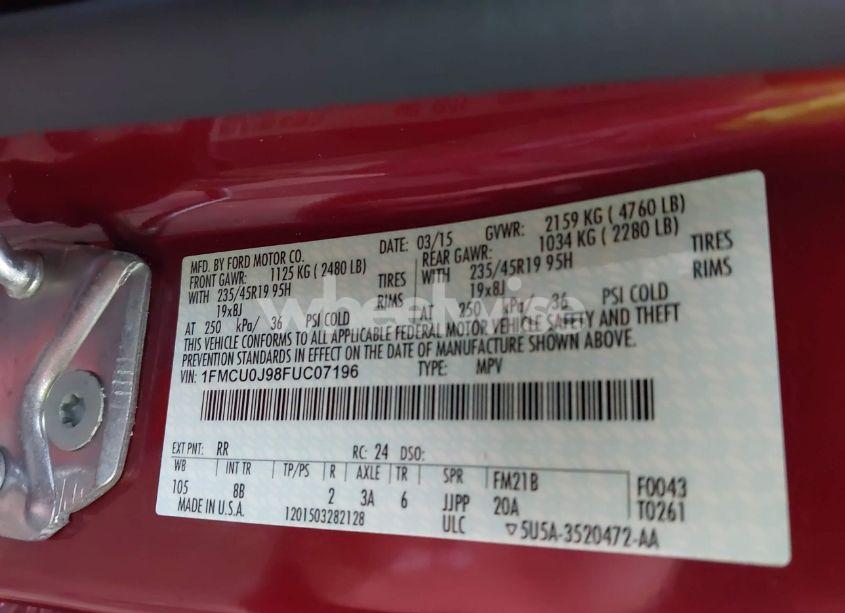 MFD. BY FORD MOTOR CO. DATE: 03/15 GVWR: 2159 KG ( 4760 LB)
FRONT GAWR: 1125 KG ( 2480 LB) REAR GAWR: 1034 KG ( 2280 LB)
WITH 235/45R19 95H TIRES WITH 235/45R19 95H TIRES
19x8J RIMS 19x8J RIMS
AT 250 kPa/ 36 PSI COLD AT 250 kPa/ 36 PSI COLD
THIS VEHICLE CONFORMS TO ALL APPLICABLE FEDERAL MOTOR VEHICLE SAFETY AND THEFT
PREVENTION STANDARDS IN EFFECT ON THE DATE OF MANUFACTURE SHOWN ABOVE.
VIN: 1FMCU0J98FUC07196 TYPE: MPV
EXT PNT: RR RC: 24 DSO:
WB INT TR TP/PS R AXLE TR SPR FM21B F0043
105 8B 2 3A 6 JJPP 20A T0261
MADE IN U.S.A. 1201503282128 ULC ▽5U5A-3520472-AA
wheelwise